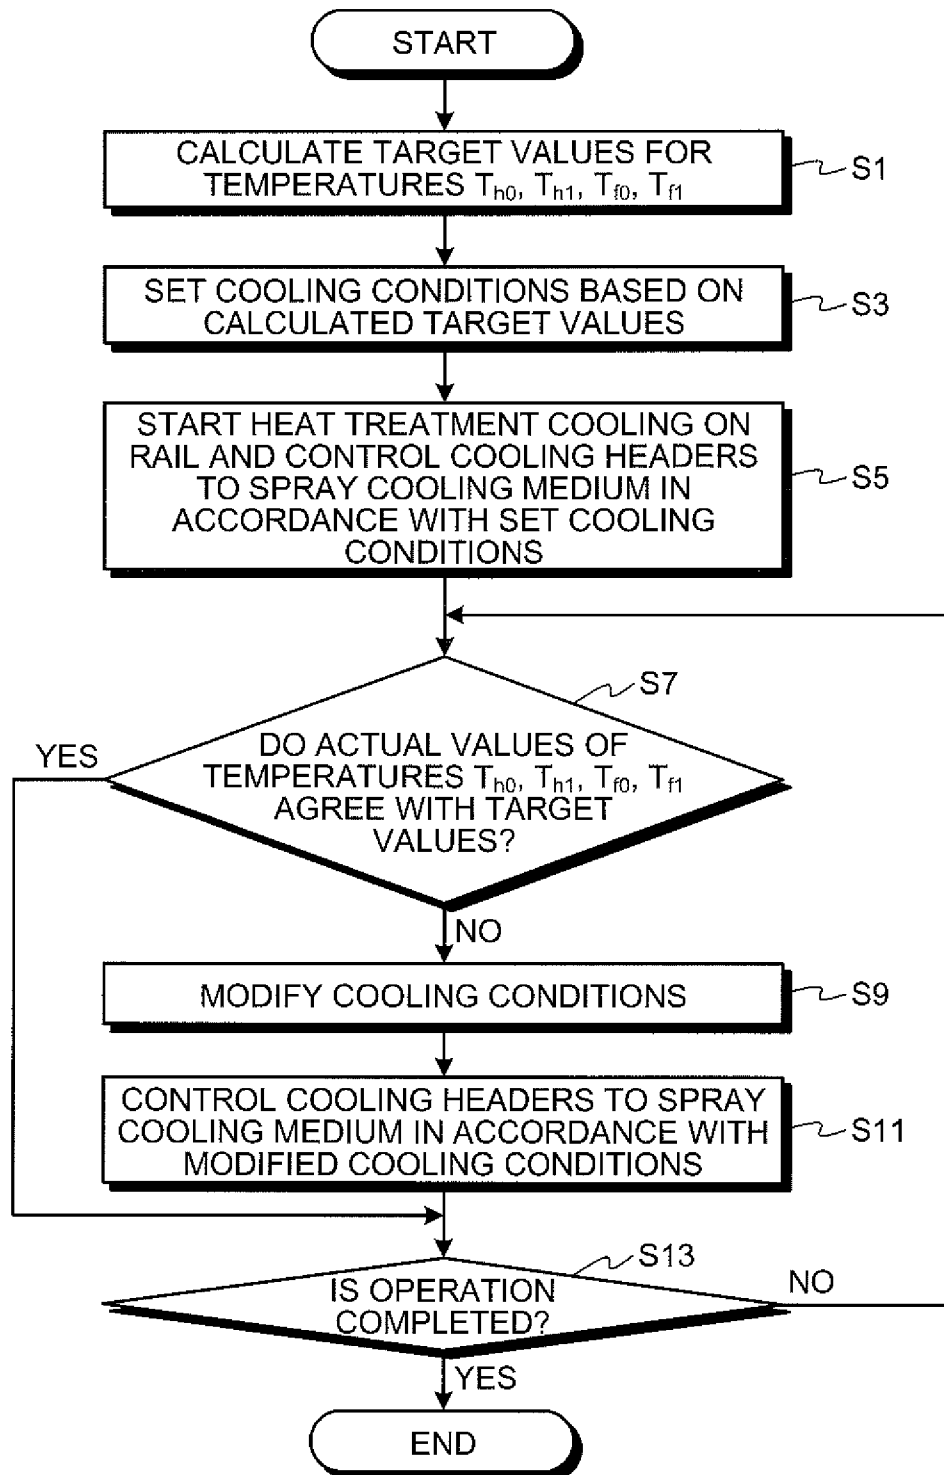 START
CALCULATE TARGET VALUES FOR
TEMPERATURES Th0, Th1, Tf0, Tf1
S1
SET COOLING CONDITIONS BASED ON
CALCULATED TARGET VALUES
S3
START HEAT TREATMENT COOLING ON
RAIL AND CONTROL COOLING HEADERS
TO SPRAY COOLING MEDIUM IN
ACCORDANCE WITH SET COOLING
CONDITIONS
S5
S7
YES
DO ACTUAL VALUES OF
TEMPERATURES Th0, Th1, Tf0, Tf1
AGREE WITH TARGET
VALUES?
NO
MODIFY COOLING CONDITIONS
S9
CONTROL COOLING HEADERS TO SPRAY
COOLING MEDIUM IN ACCORDANCE WITH
MODIFIED COOLING CONDITIONS
S11
S13
IS OPERATION
COMPLETED?
NO
YES
END